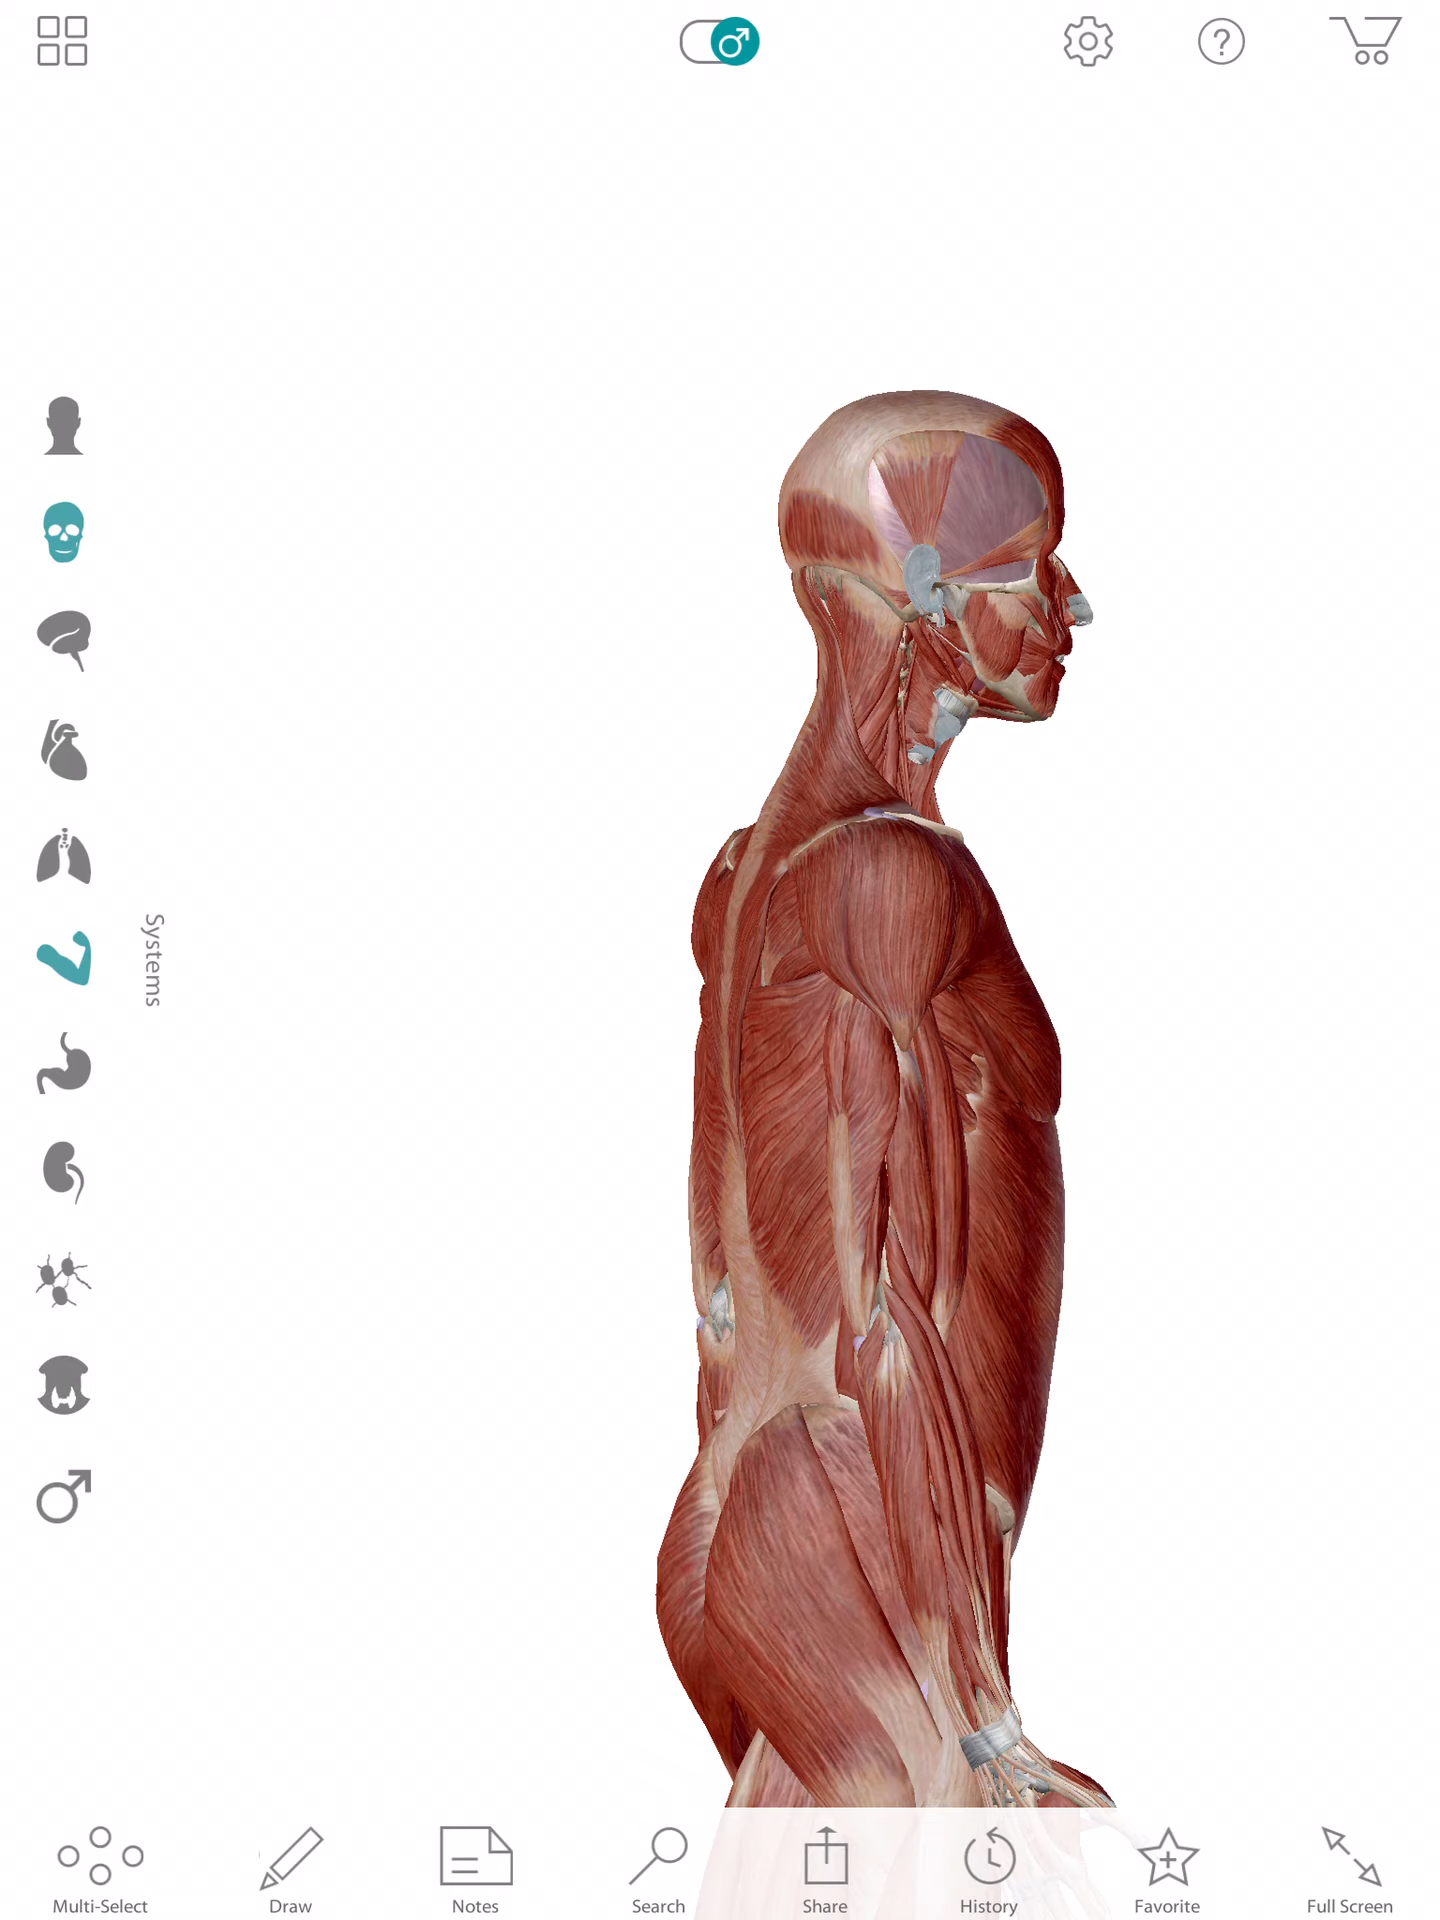 Systems
Multi-Select
Draw
Notes
Search
Share
History
Favorite
Full Screen